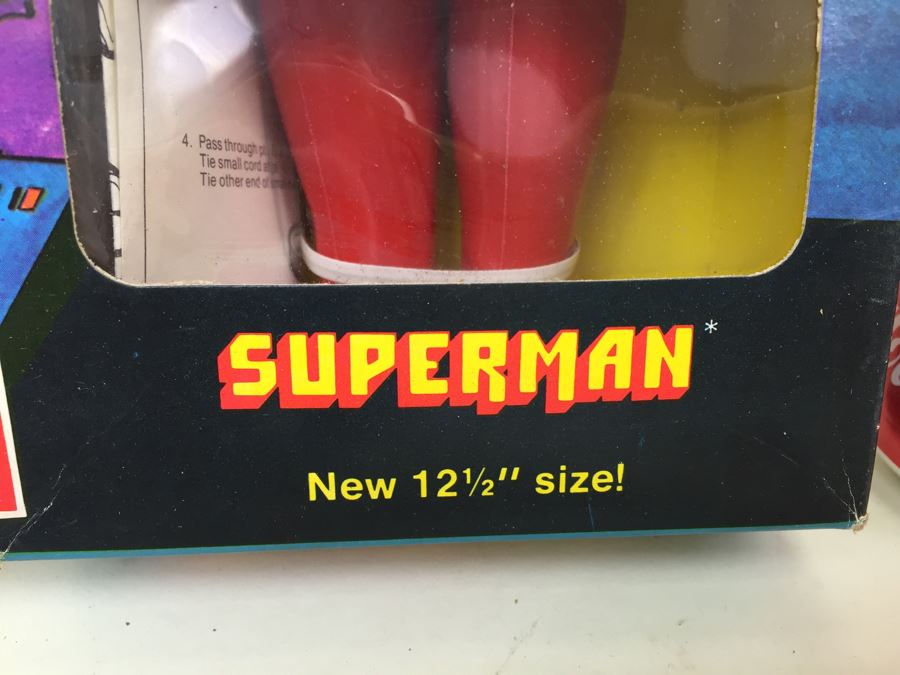 4. Pass through
Tie small cord
Tie other end of
SUPERMAN*
New 12½" size!